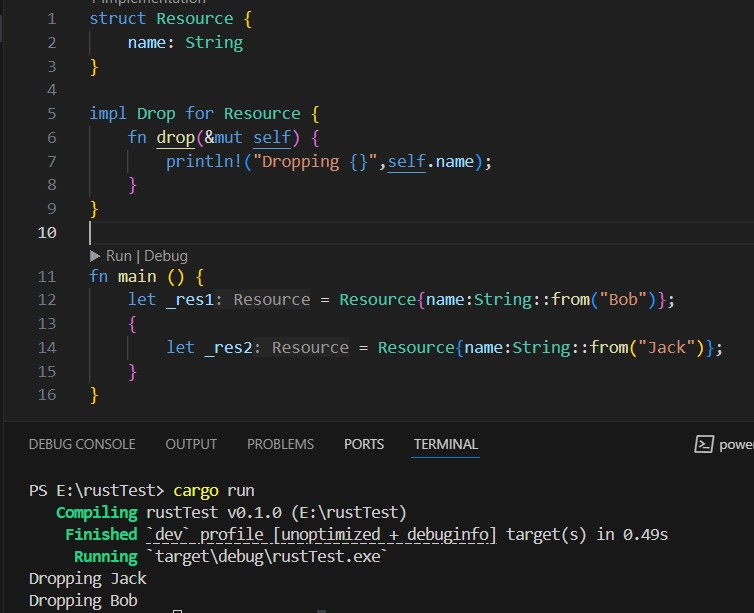 1 implementation
1 struct Resource {
2 name: String
3 }
4
5 impl Drop for Resource {
6 fn drop(&mut self) {
7 println!("Dropping {}",self.name);
8 }
9 }
10
▶ Run | Debug
11 fn main () {
12 let _res1: Resource = Resource{name:String::from("Bob")};
13 {
14 let _res2: Resource = Resource{name:String::from("Jack")};
15 }
16 }
DEBUG CONSOLE OUTPUT PROBLEMS PORTS TERMINAL power
PS E:\rustTest> cargo run
Compiling rustTest v0.1.0 (E:\rustTest)
Finished `dev` profile [unoptimized + debuginfo] target(s) in 0.49s
Running `target\debug\rustTest.exe`
Dropping Jack
Dropping Bob